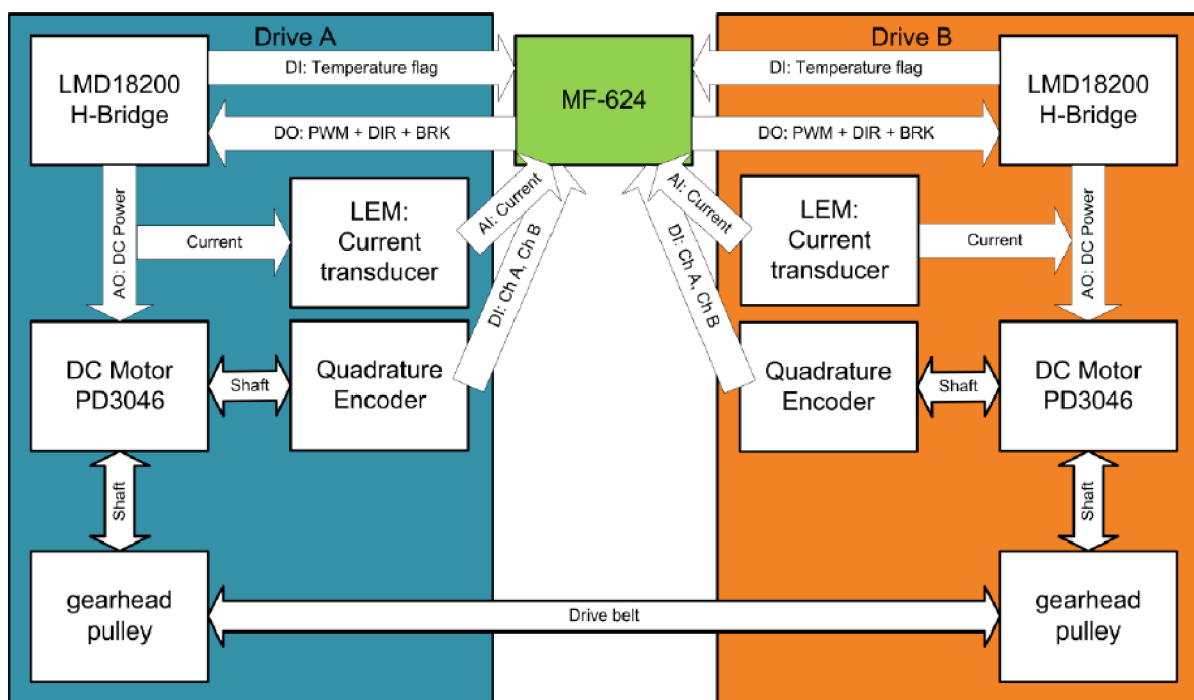 Drive A
Drive B
LMD18200
H-Bridge
DI: Temperature flag
MF-624
DI: Temperature flag
LMD18200
H-Bridge
DO: PWM + DIR + BRK
DO: PWM + DIR + BRK
AO: DC Power
Current
LEM:
Current
transducer
AI: Current
AI: Current
LEM:
Current
transducer
Current
AO: DC Power
DI: Ch A, Ch B
DI: Ch A, Ch B
DC Motor
PD3046
Shaft
Quadrature
Encoder
Quadrature
Encoder
Shaft
DC Motor
PD3046
Shaft
Shaft
gearhead
pulley
Drive belt
gearhead
pulley